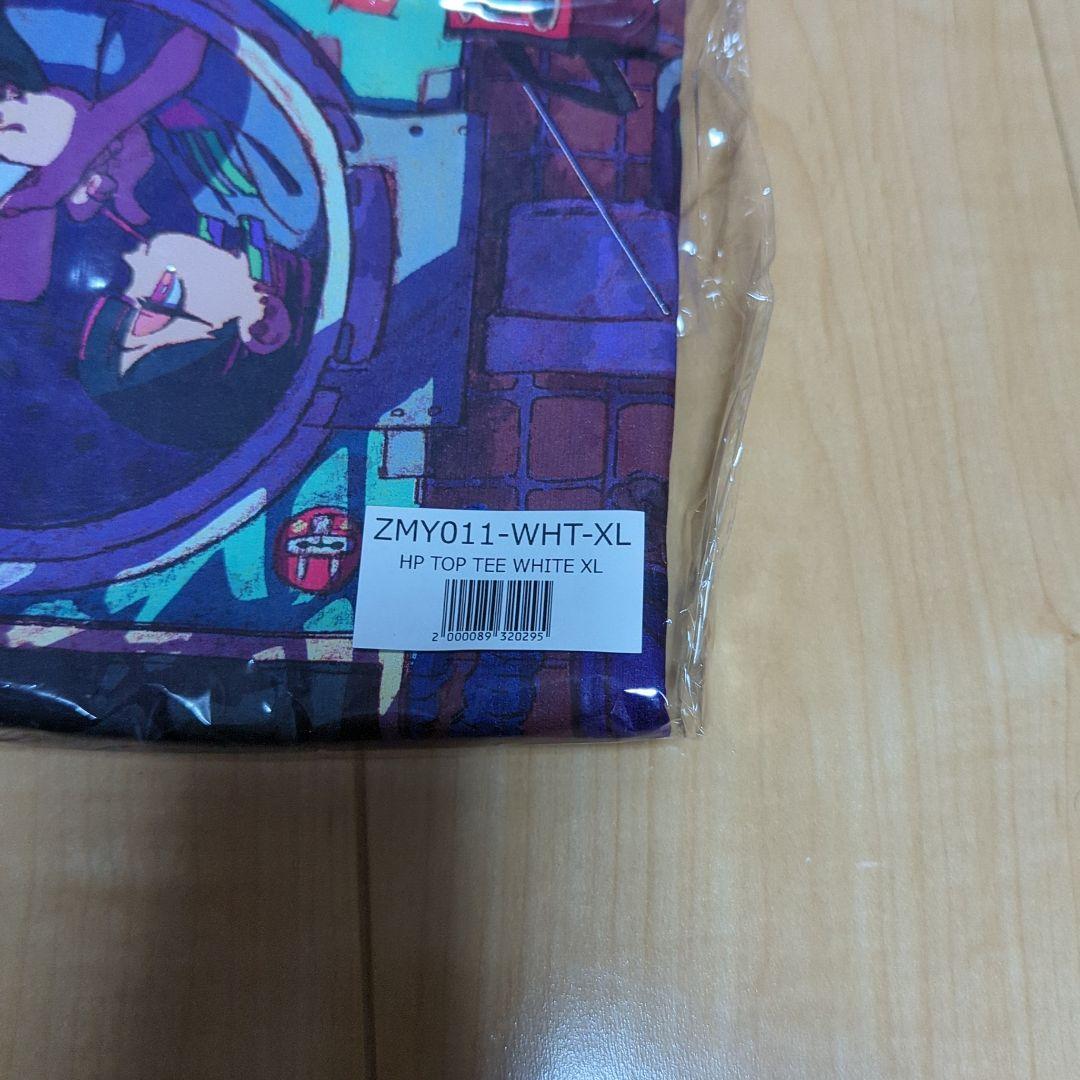 ZMY011-WHT-XL
HP TOP TEE WHITE XL
2 000089 320295